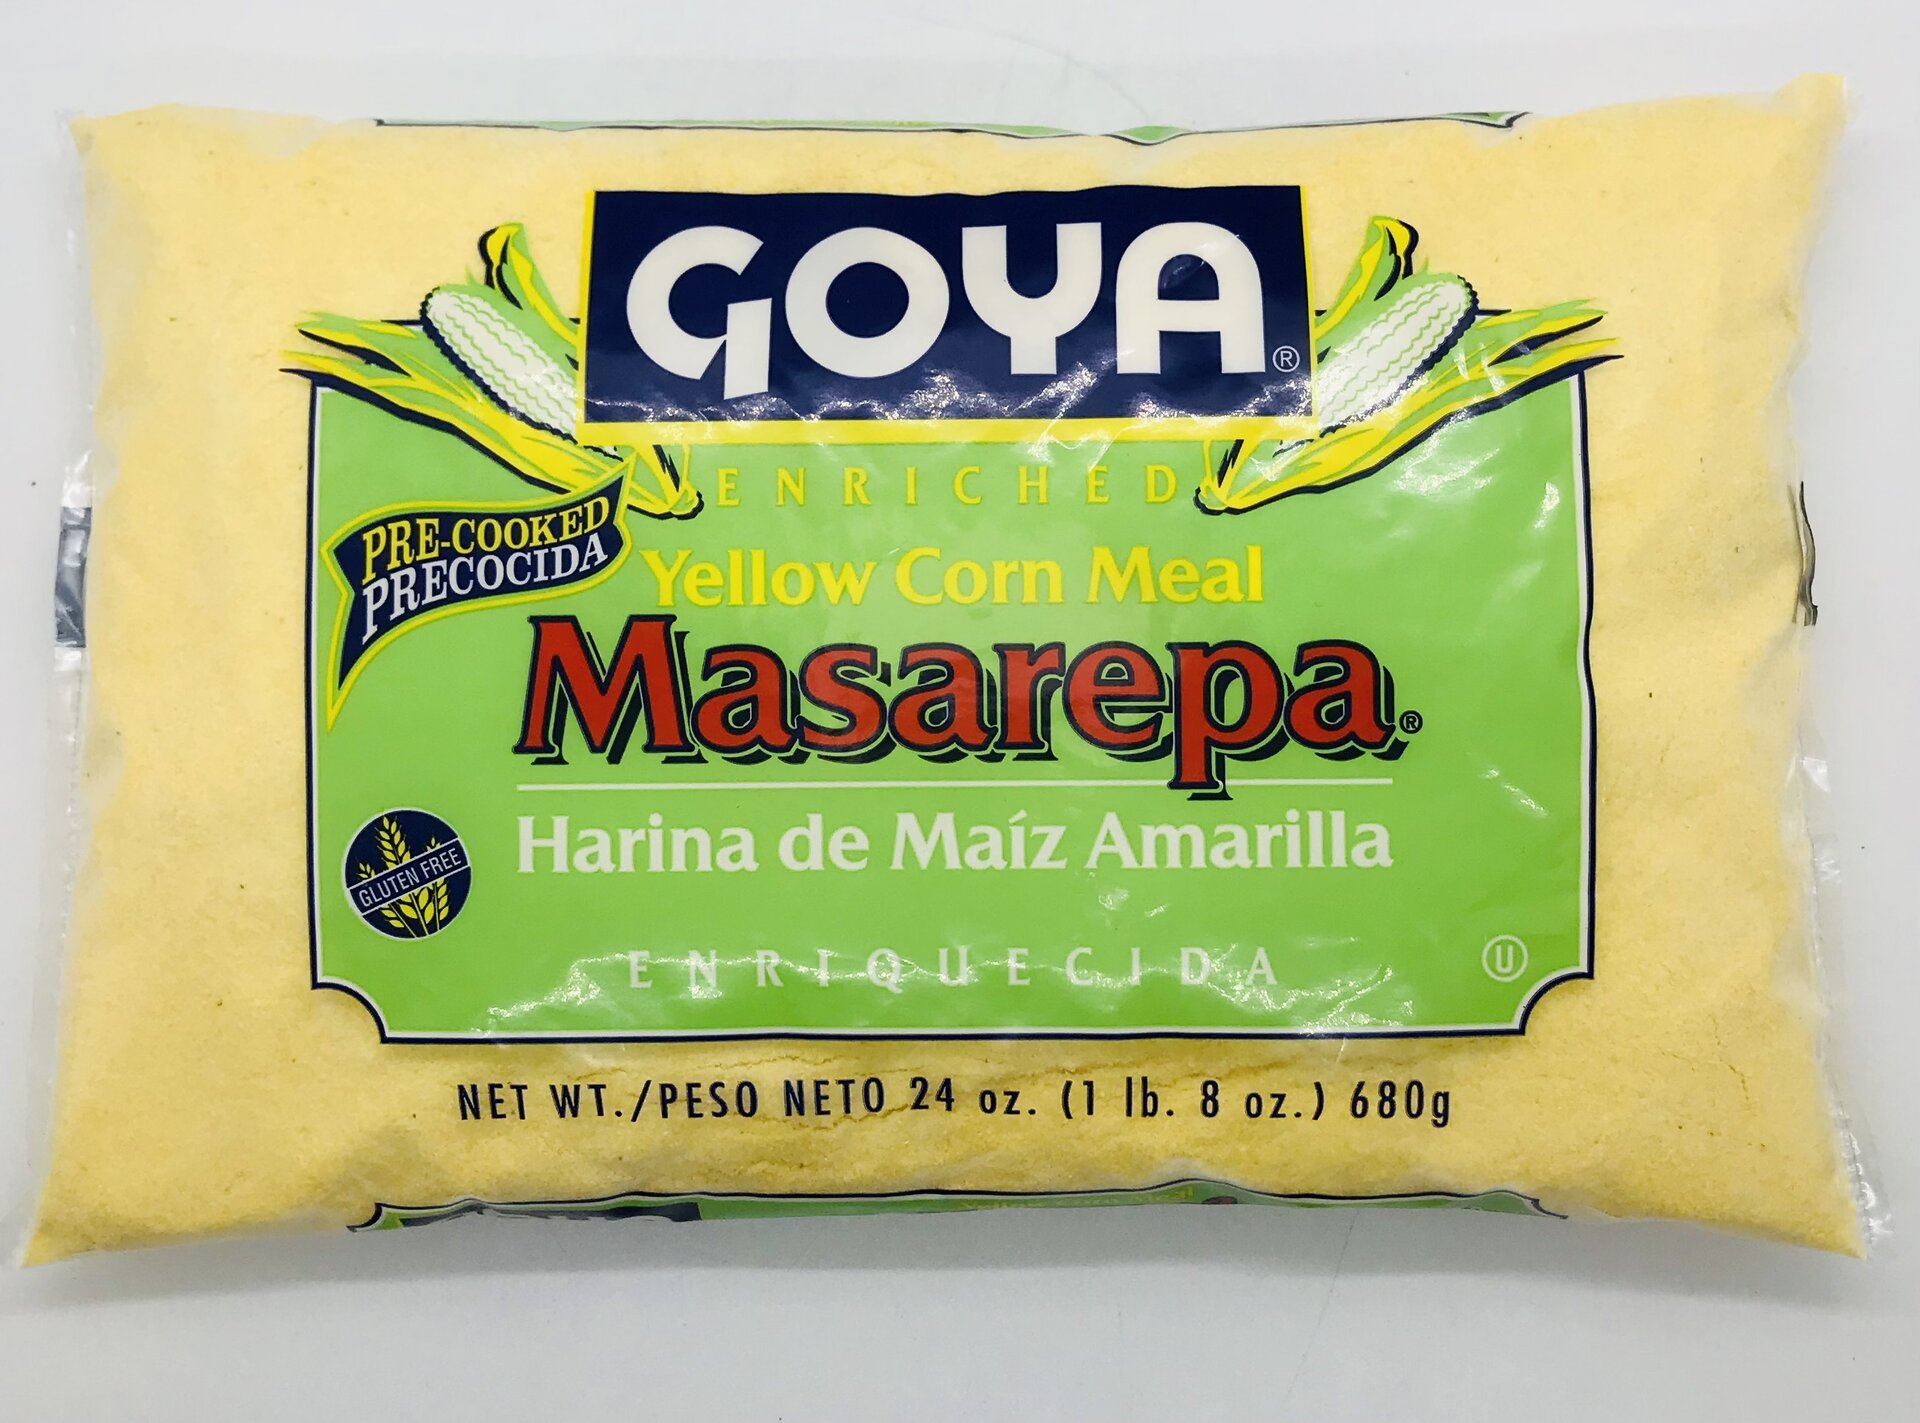 GOYA®
ENRICHED
PRE-COOKED
PRECOCIDA
Yellow Corn Meal
Masarepa®
Harina de Maíz Amarilla
GLUTEN FREE
ENRIQUECIDA
U
NET WT./PESO NETO 24 oz. (1 lb. 8 oz.) 680g